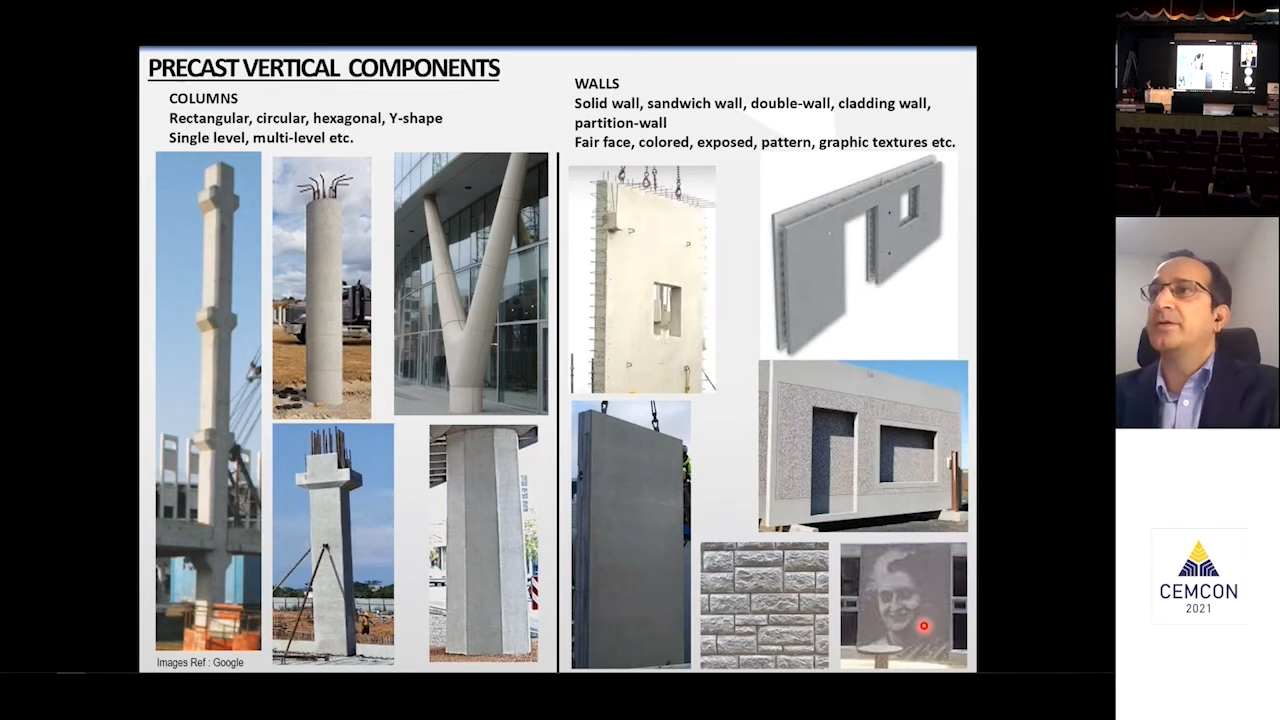 PRECAST VERTICAL COMPONENTS
COLUMNS
Rectangular, circular, hexagonal, Y-shape
Single level, multi-level etc.
WALLS
Solid wall, sandwich wall, double-wall, cladding wall,
partition-wall
Fair face, colored, exposed, pattern, graphic textures etc.
Images Ref : Google
CEMCON
2021